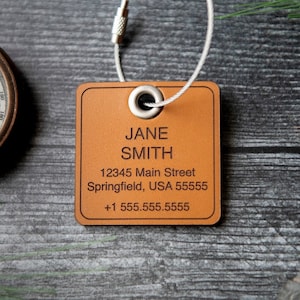 JANE
SMITH
12345 Main Street
Springfield, USA 55555
+1 555.555.5555